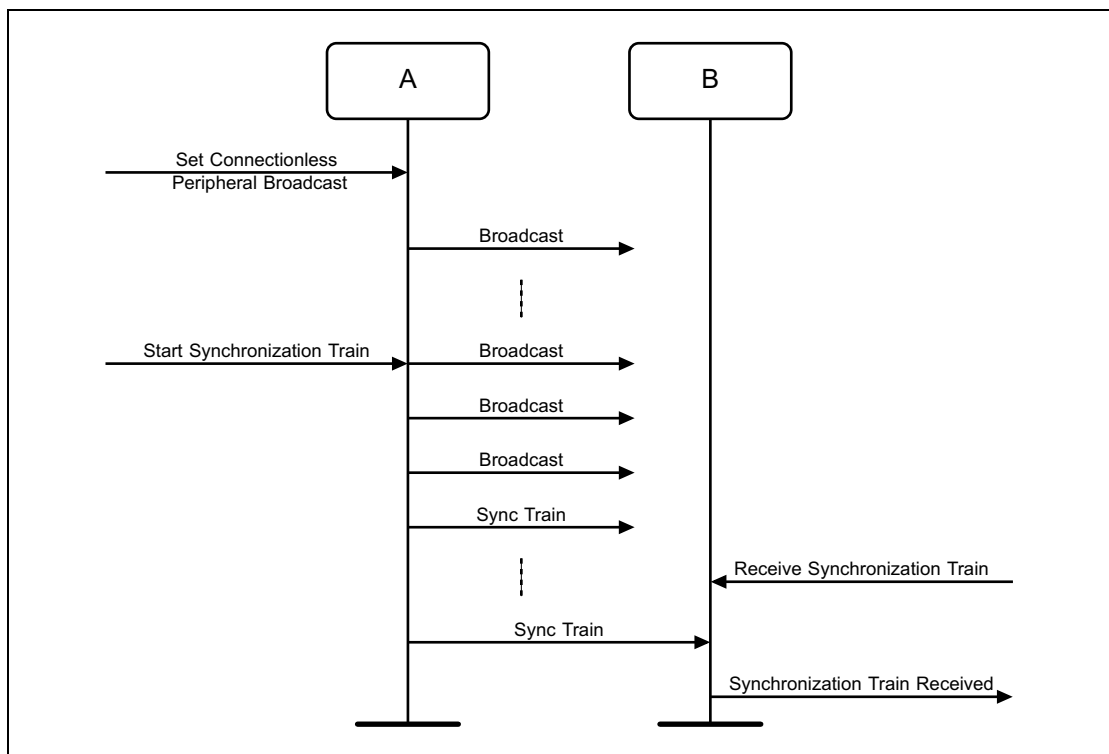 A
B
Set Connectionless
Peripheral Broadcast
Broadcast
Start Synchronization Train
Broadcast
Broadcast
Broadcast
Sync Train
Receive Synchronization Train
Sync Train
Synchronization Train Received